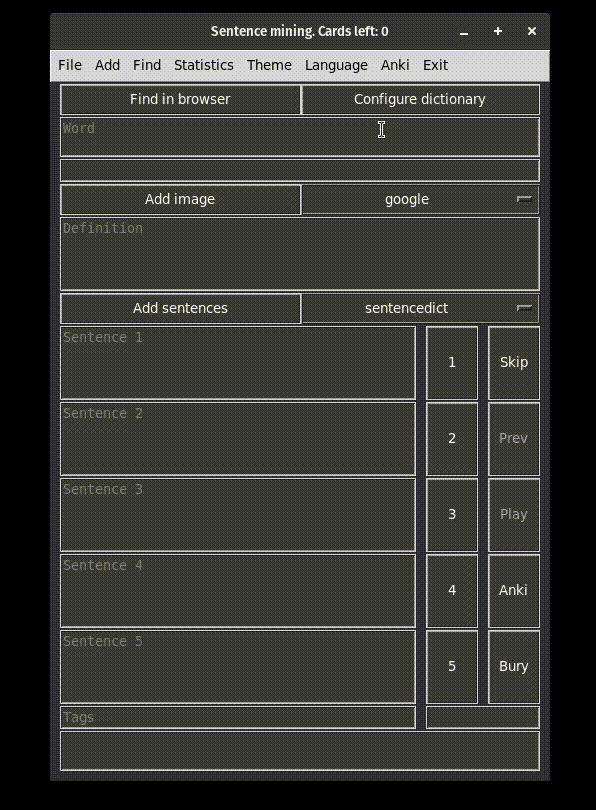 Sentence mining. Cards left: 0
File Add Find Statistics Theme Language Anki Exit
Find in browser Configure dictionary
Word
Add image google
Definition
Add sentences sentencedict
Sentence 1 1 Skip
Sentence 2 2 Prev
Sentence 3 3 Play
Sentence 4 4 Anki
Sentence 5 5 Bury
Tags